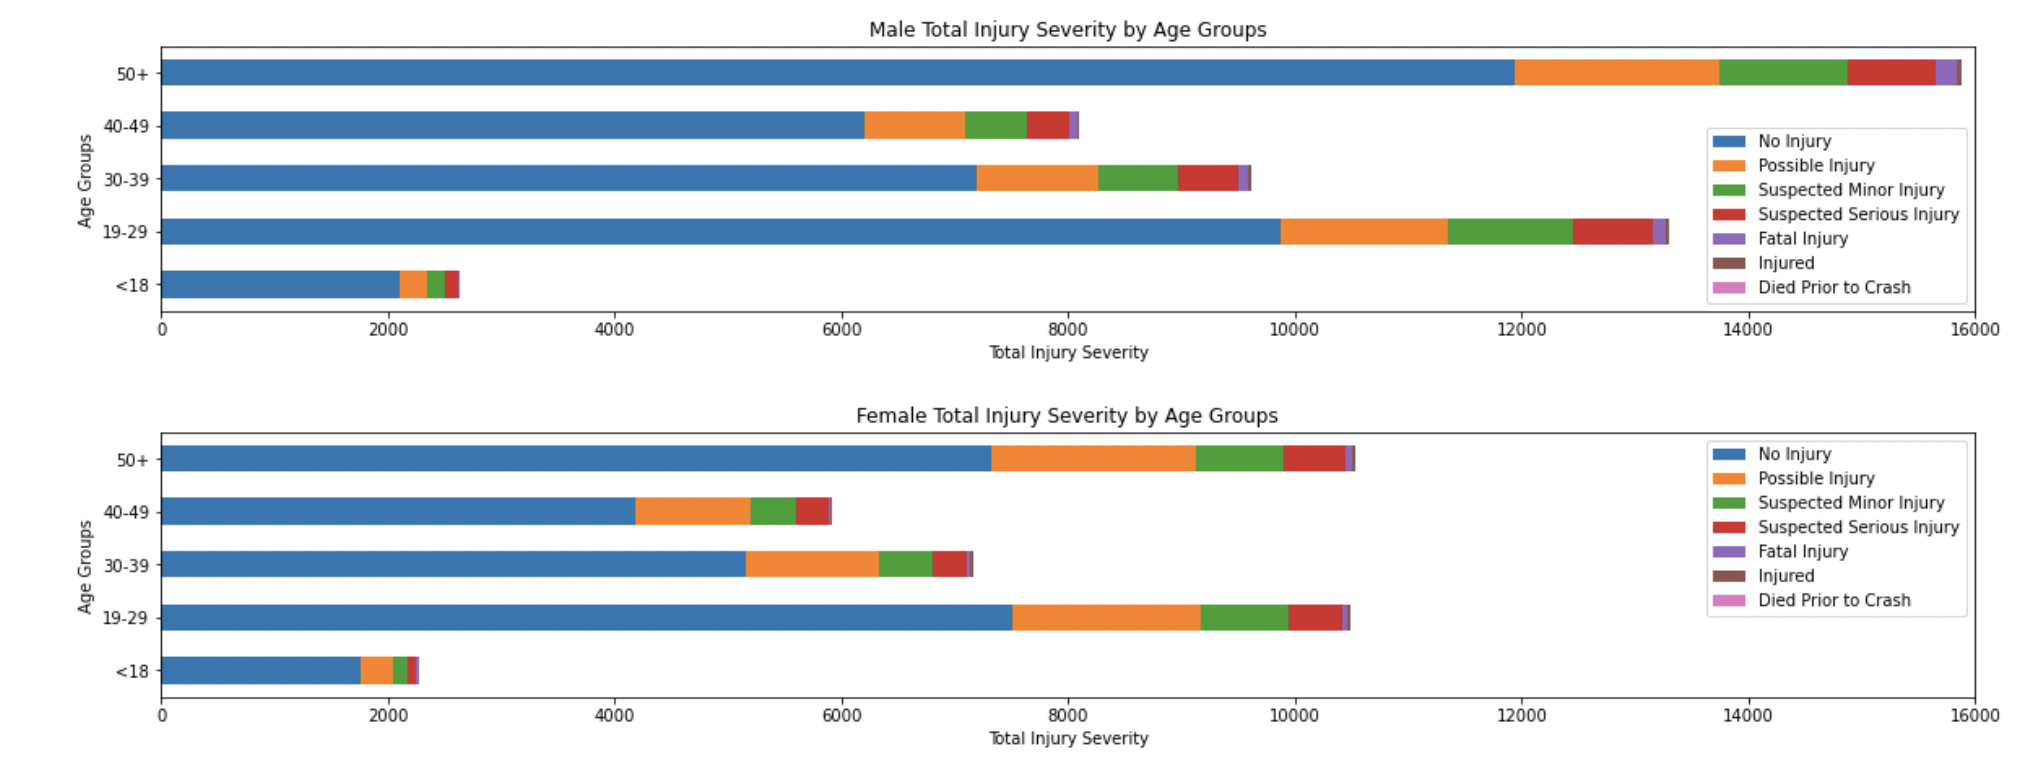 Male Total Injury Severity by Age Groups
Age Groups
50+
40-49
30-39
19-29
<18
No Injury
Possible Injury
Suspected Minor Injury
Suspected Serious Injury
Fatal Injury
Injured
Died Prior to Crash
0 2000 4000 6000 8000 10000 12000 14000 16000
Total Injury Severity
Female Total Injury Severity by Age Groups
Age Groups
50+
40-49
30-39
19-29
<18
No Injury
Possible Injury
Suspected Minor Injury
Suspected Serious Injury
Fatal Injury
Injured
Died Prior to Crash
0 2000 4000 6000 8000 10000 12000 14000 16000
Total Injury Severity